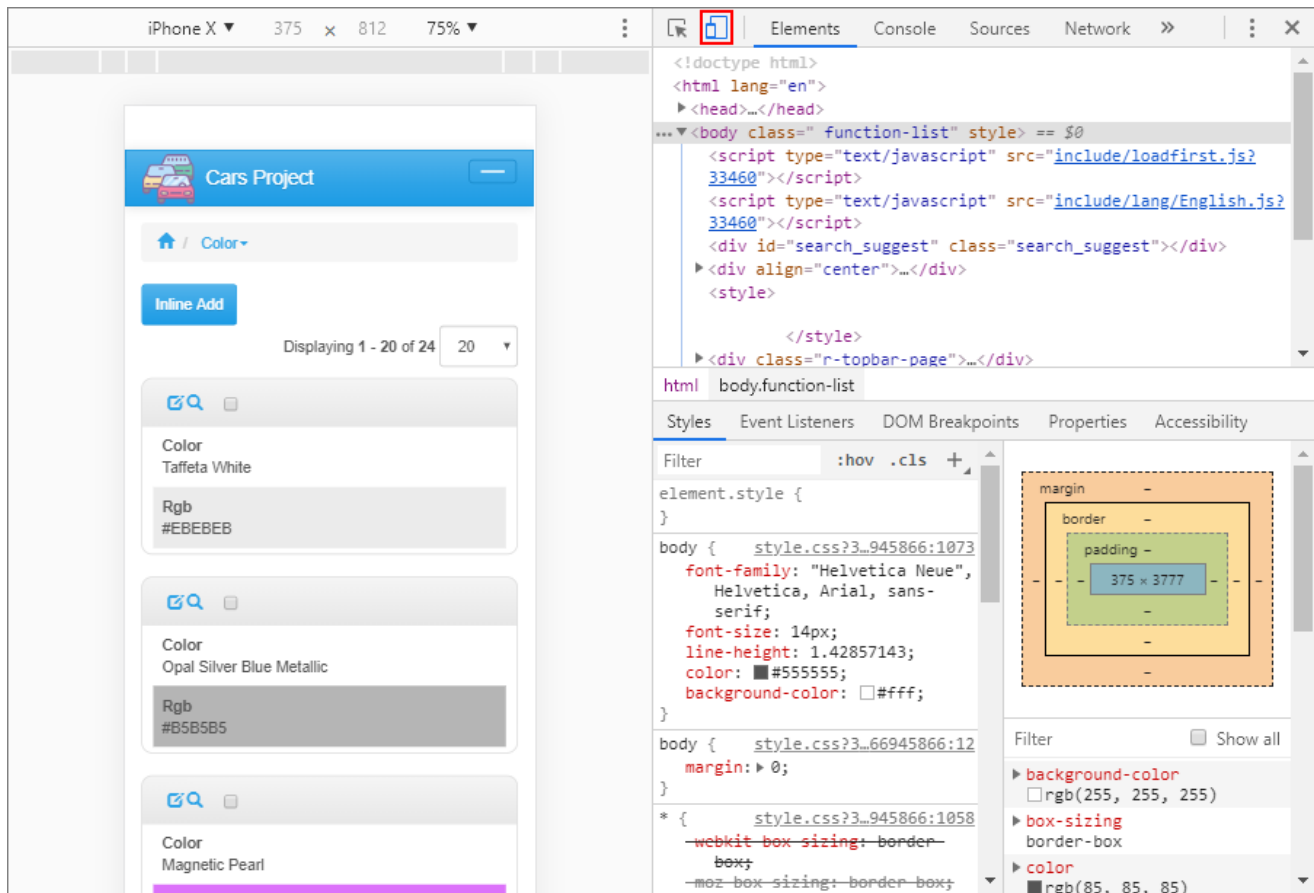 iPhone X ▼ 375 × 812 75% ▼
Cars Project
/ Color
Inline Add
Displaying 1 - 20 of 24 20
Color
Taffeta White
Rgb
#EBEBEB
Color
Opal Silver Blue Metallic
Rgb
#B5B5B5
Color
Magnetic Pearl
Elements Console Sources Network »
<!doctype html>
<html lang="en">
▶<head>…</head>
…▼<body class=" function-list" style> == $0
<script type="text/javascript" src="include/loadfirst.js?
33460"></script>
<script type="text/javascript" src="include/lang/English.js?
33460"></script>
<div id="search_suggest" class="search_suggest"></div>
▶<div align="center">…</div>
<style>
</style>
▶<div class="r-topbar-page">…</div>
html body.function-list
Styles Event Listeners DOM Breakpoints Properties Accessibility
Filter :hov .cls +
element.style {
}
body { style.css?3…945866:1073
font-family: "Helvetica Neue",
Helvetica, Arial, sans-
serif;
font-size: 14px;
line-height: 1.42857143;
color: #555555;
background-color: #fff;
}
body { style.css?3…66945866:12
margin:▶ 0;
}
* { style.css?3…945866:1058
-webkit-box-sizing: border-
box;
-moz-box-sizing: border-box;
margin –
border –
padding –
– – – 375 × 3777 – – –
–
–
–
Filter Show all
▶ background-color
rgb(255, 255, 255)
▶ box-sizing
border-box
▶ color
rgb(85, 85, 85)